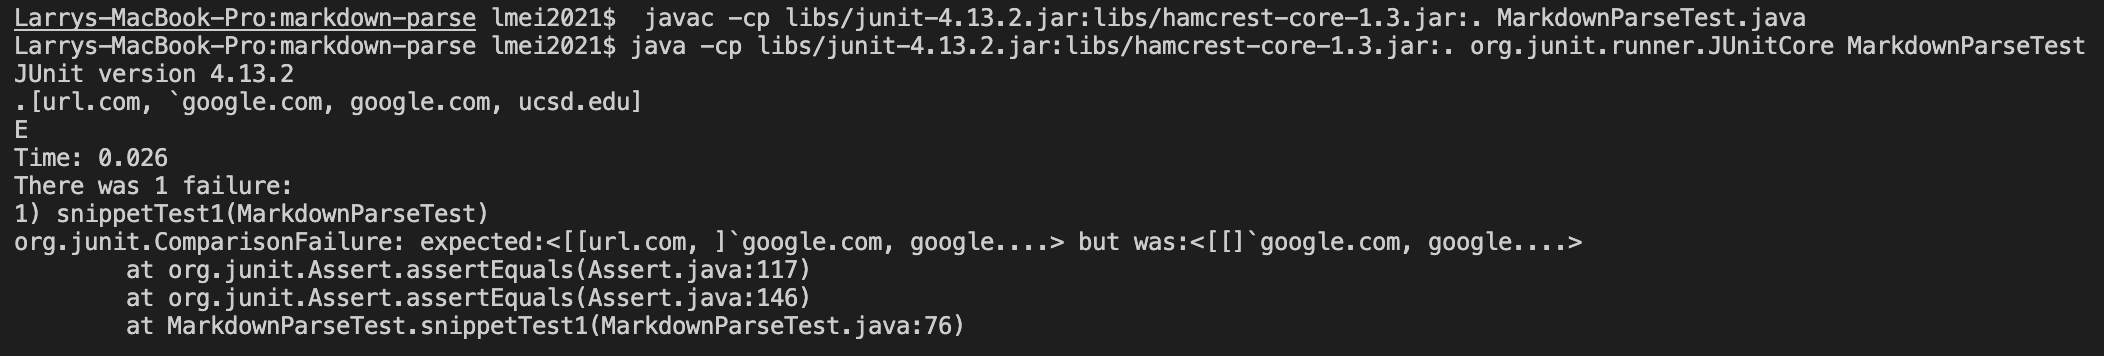 Larrys-MacBook-Pro:markdown-parse lmei2021$  javac -cp libs/junit-4.13.2.jar:libs/hamcrest-core-1.3.jar:. MarkdownParseTest.java
Larrys-MacBook-Pro:markdown-parse lmei2021$ java -cp libs/junit-4.13.2.jar:libs/hamcrest-core-1.3.jar:. org.junit.runner.JUnitCore MarkdownParseTest
JUnit version 4.13.2
.[url.com, `google.com, google.com, ucsd.edu]
E
Time: 0.026
There was 1 failure:
1) snippetTest1(MarkdownParseTest)
org.junit.ComparisonFailure: expected:<[[url.com, ]`google.com, google....> but was:<[[]`google.com, google....>
        at org.junit.Assert.assertEquals(Assert.java:117)
        at org.junit.Assert.assertEquals(Assert.java:146)
        at MarkdownParseTest.snippetTest1(MarkdownParseTest.java:76)